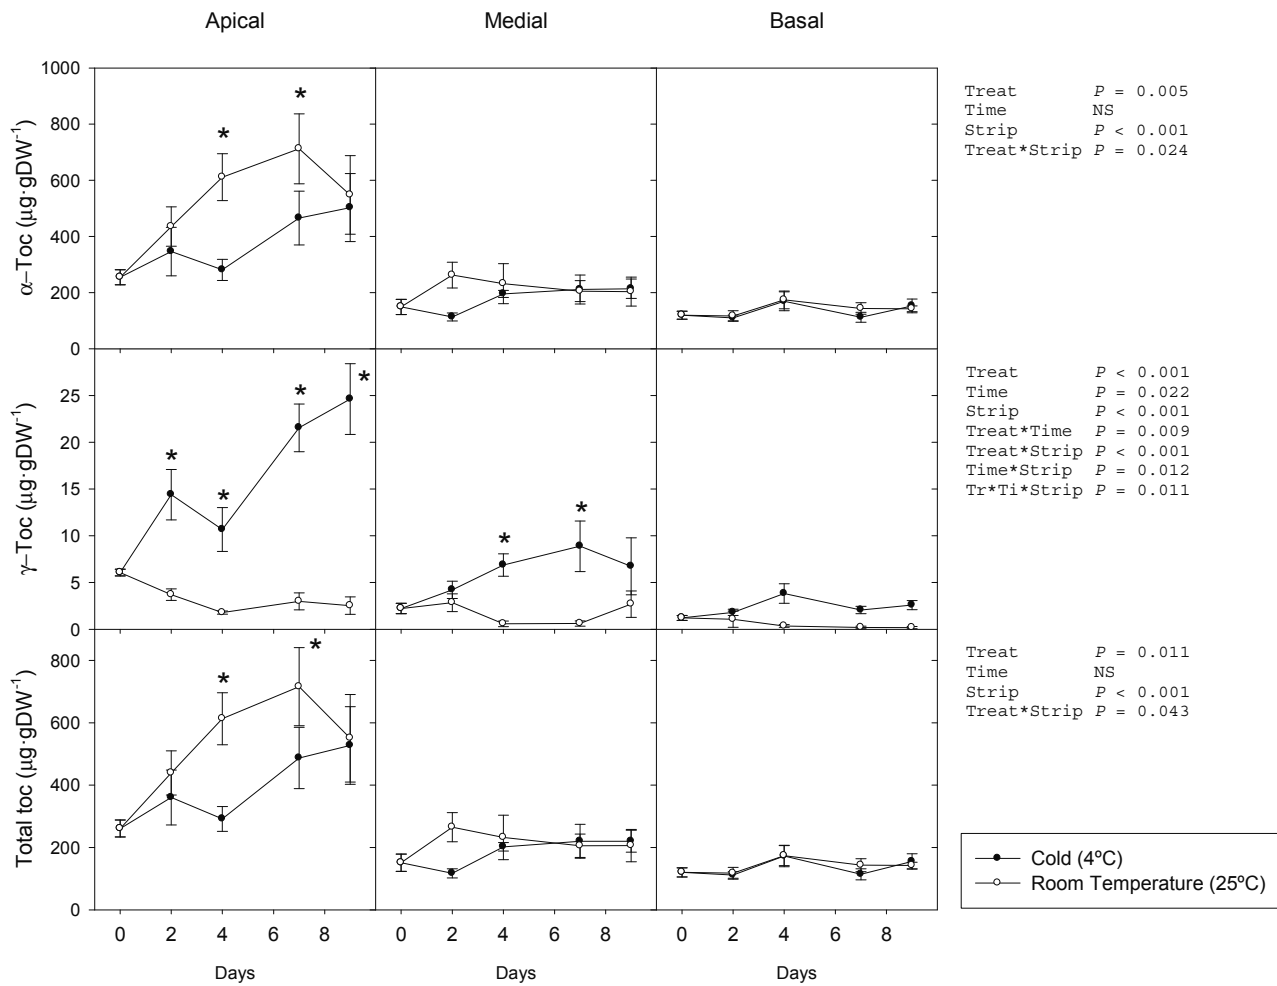 Apical Medial Basal
α–Toc (μg·gDW⁻¹)
1000
800
600
400
200
0
* *
Treat P = 0.005
Time NS
Strip P < 0.001
Treat*Strip P = 0.024
γ–Toc (μg·gDW⁻¹)
25
20
15
10
5
0
* * * *
* *
Treat P < 0.001
Time P = 0.022
Strip P < 0.001
Treat*Time P = 0.009
Treat*Strip P < 0.001
Time*Strip P = 0.012
Tr*Ti*Strip P = 0.011
Total toc (μg·gDW⁻¹)
800
600
400
200
0
* *
Treat P = 0.011
Time NS
Strip P < 0.001
Treat*Strip P = 0.043
Cold (4ºC)
Room Temperature (25ºC)
0 2 4 6 8 0 2 4 6 8 0 2 4 6 8
Days Days Days